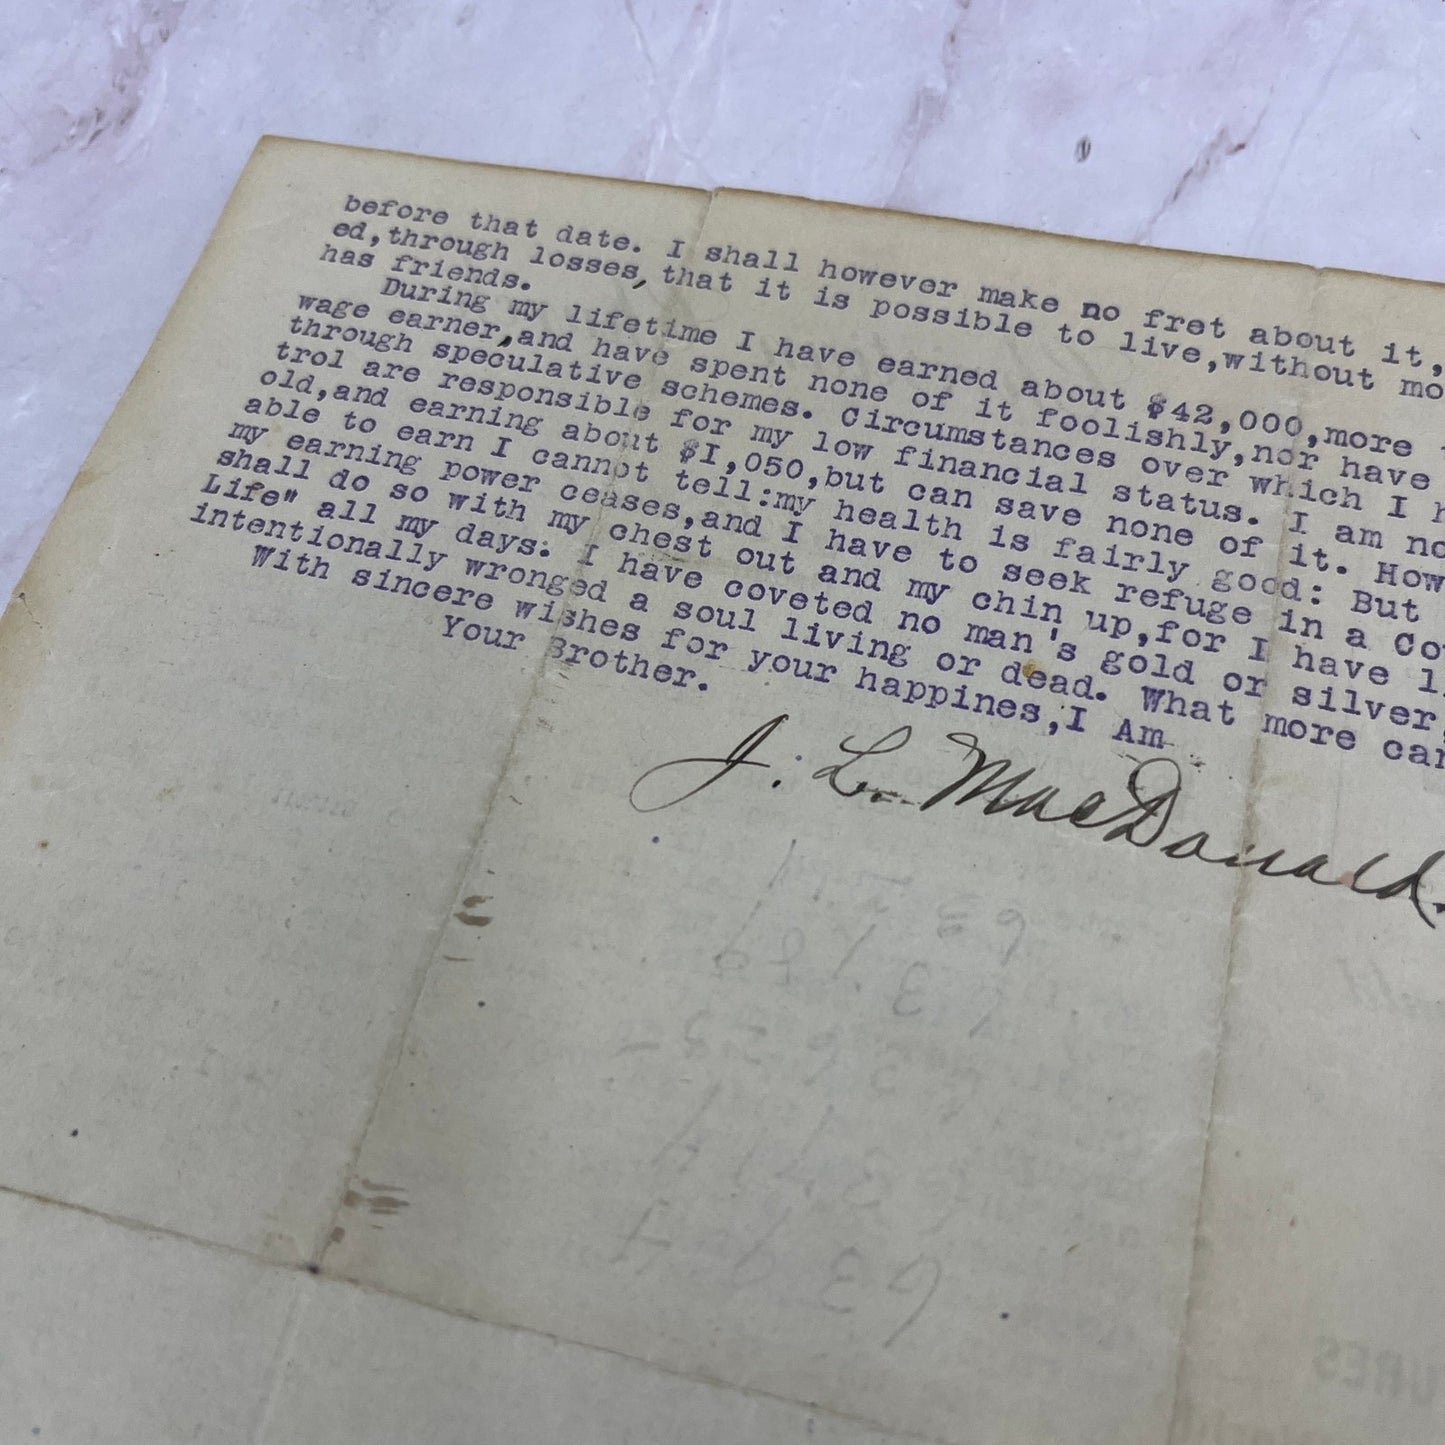 before that date. I shall however make no fret about it,
ed,through losses,that it is possible to live,without mo
has friends.
During my lifetime I have earned about $42,000,more
wage earner,and have spent none of it foolishly,nor have
through speculative schemes. Circumstances over which I h
trol are responsible for my low financial status. I am no
old,and earning about $I,050,but can save none of it. How
able to earn I cannot tell:my health is fairly good: But
my earning power ceases,and I have to seek refuge in a Co
shall do so with my chest out and my chin up,for I have li
Life" all my days: I have coveted no man's gold or silver,
intentionally wronged a soul living or dead. What more can
With sincere wishes for your happines,I Am
Your Brother.
J. L. MacDonald.